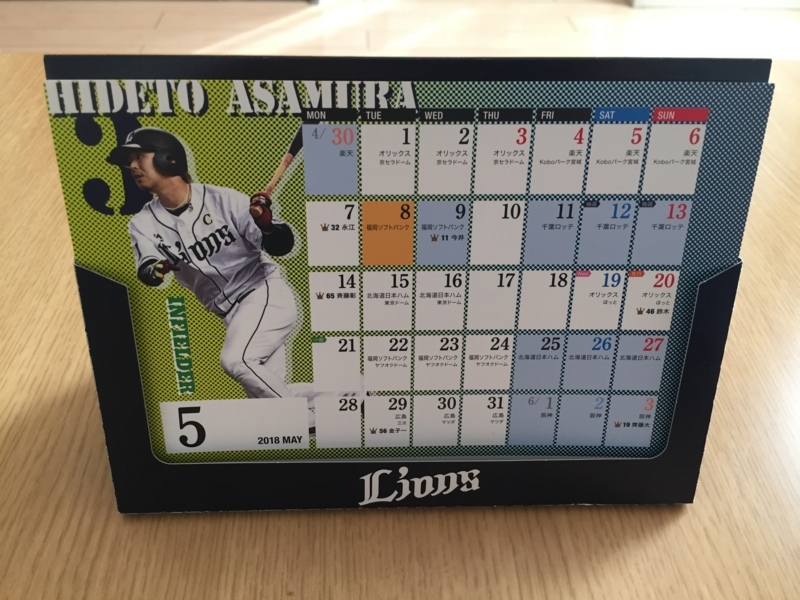 HIDETO ASAMURA
3
C
Lions
INFIELDER
5
2018 MAY
MON TUE WED THU FRI SAT SUN
4/30 1 2 3 4 5 6
楽天 オリックス オリックス オリックス 楽天 楽天 楽天
京セラドーム 京セラドーム 京セラドーム Koboパーク宮城 Koboパーク宮城 Koboパーク宮城
7 8 9 10 11 12 13
32 永江 福岡ソフトバンク 福岡ソフトバンク 千葉ロッテ 千葉ロッテ 千葉ロッテ
11 今井
14 15 16 17 18 19 20
65 斉藤彰 北海道日本ハム 北海道日本ハム オリックス オリックス
東京ドーム 東京ドーム ほっと ほっと
46 鈴木
21 22 23 24 25 26 27
福岡ソフトバンク 福岡ソフトバンク 福岡ソフトバンク 北海道日本ハム 北海道日本ハム 北海道日本ハム
ヤフオクドーム ヤフオクドーム ヤフオクドーム
28 29 30 31 6/1 2 3
広島 広島 広島 阪神 阪神 阪神
マツダ マツダ
56 金子一 19 齊藤大
Lions